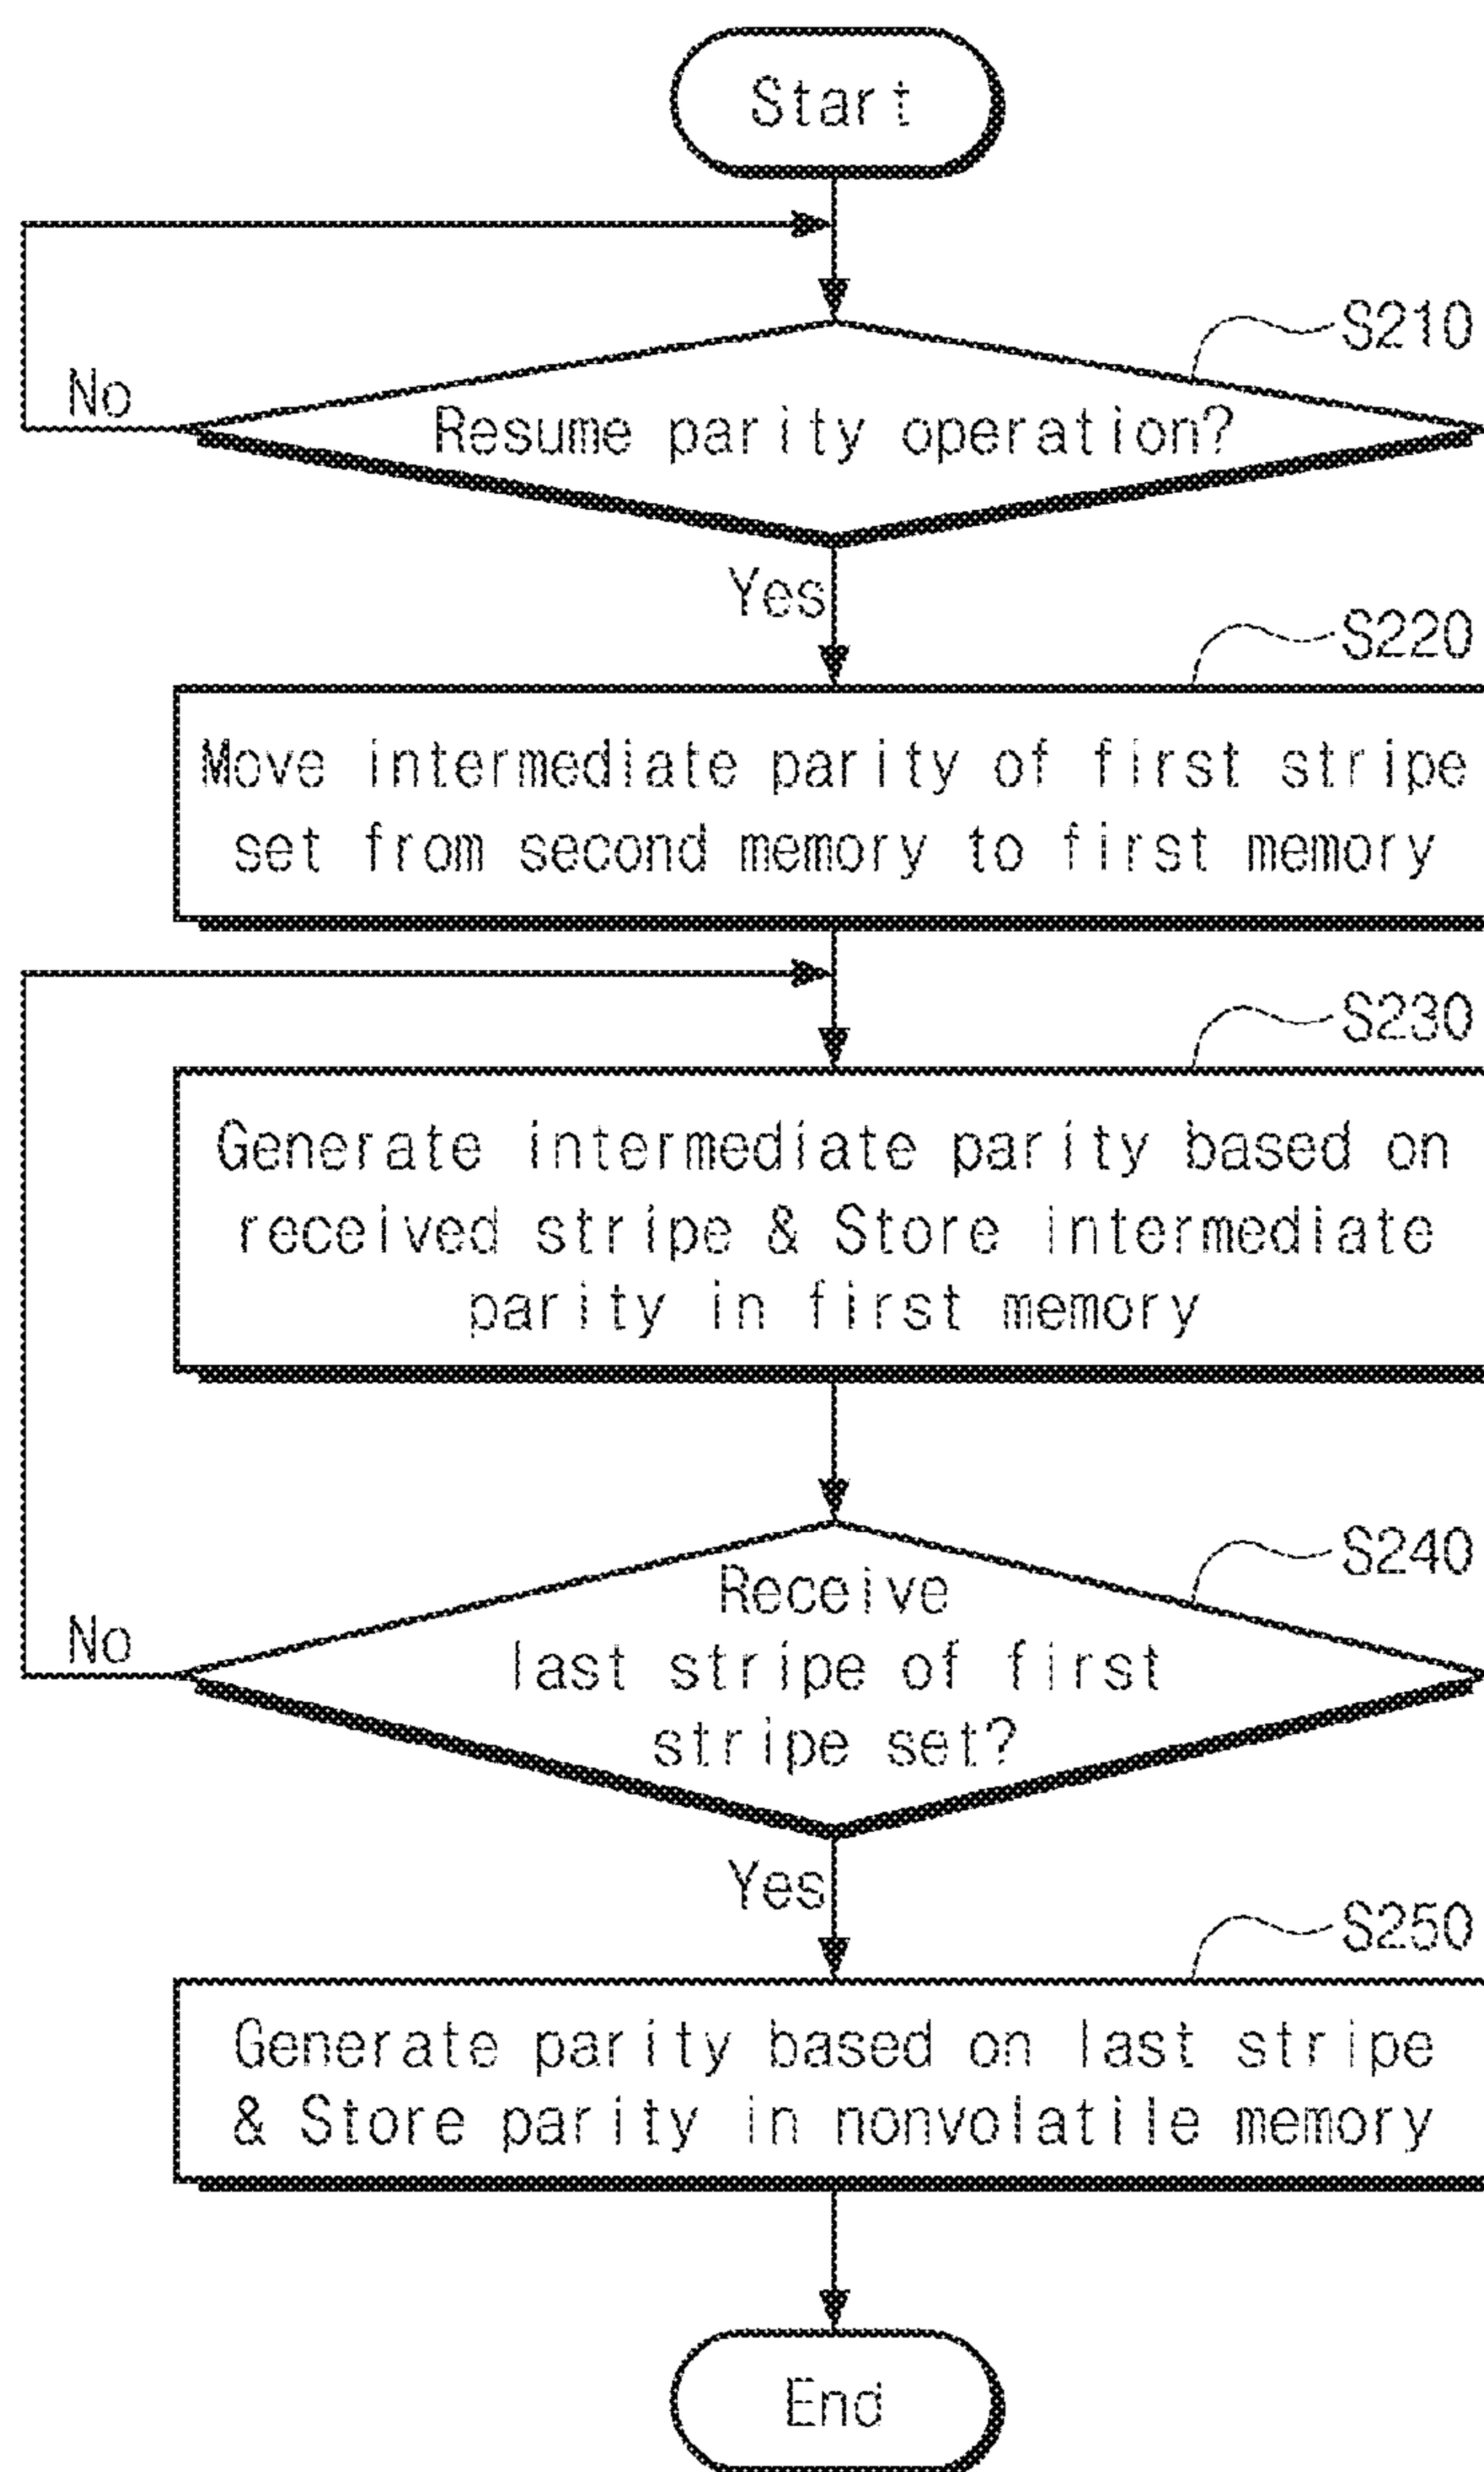 Start
S210
No
Resume parity operation?
Yes
S220
Move intermediate parity of first stripe
set from second memory to first memory
S230
Generate intermediate parity based on
received stripe & Store intermediate
parity in first memory
S240
Receive
last stripe of first
stripe set?
No
Yes
S250
Generate parity based on last stripe
& Store parity in nonvolatile memory
End